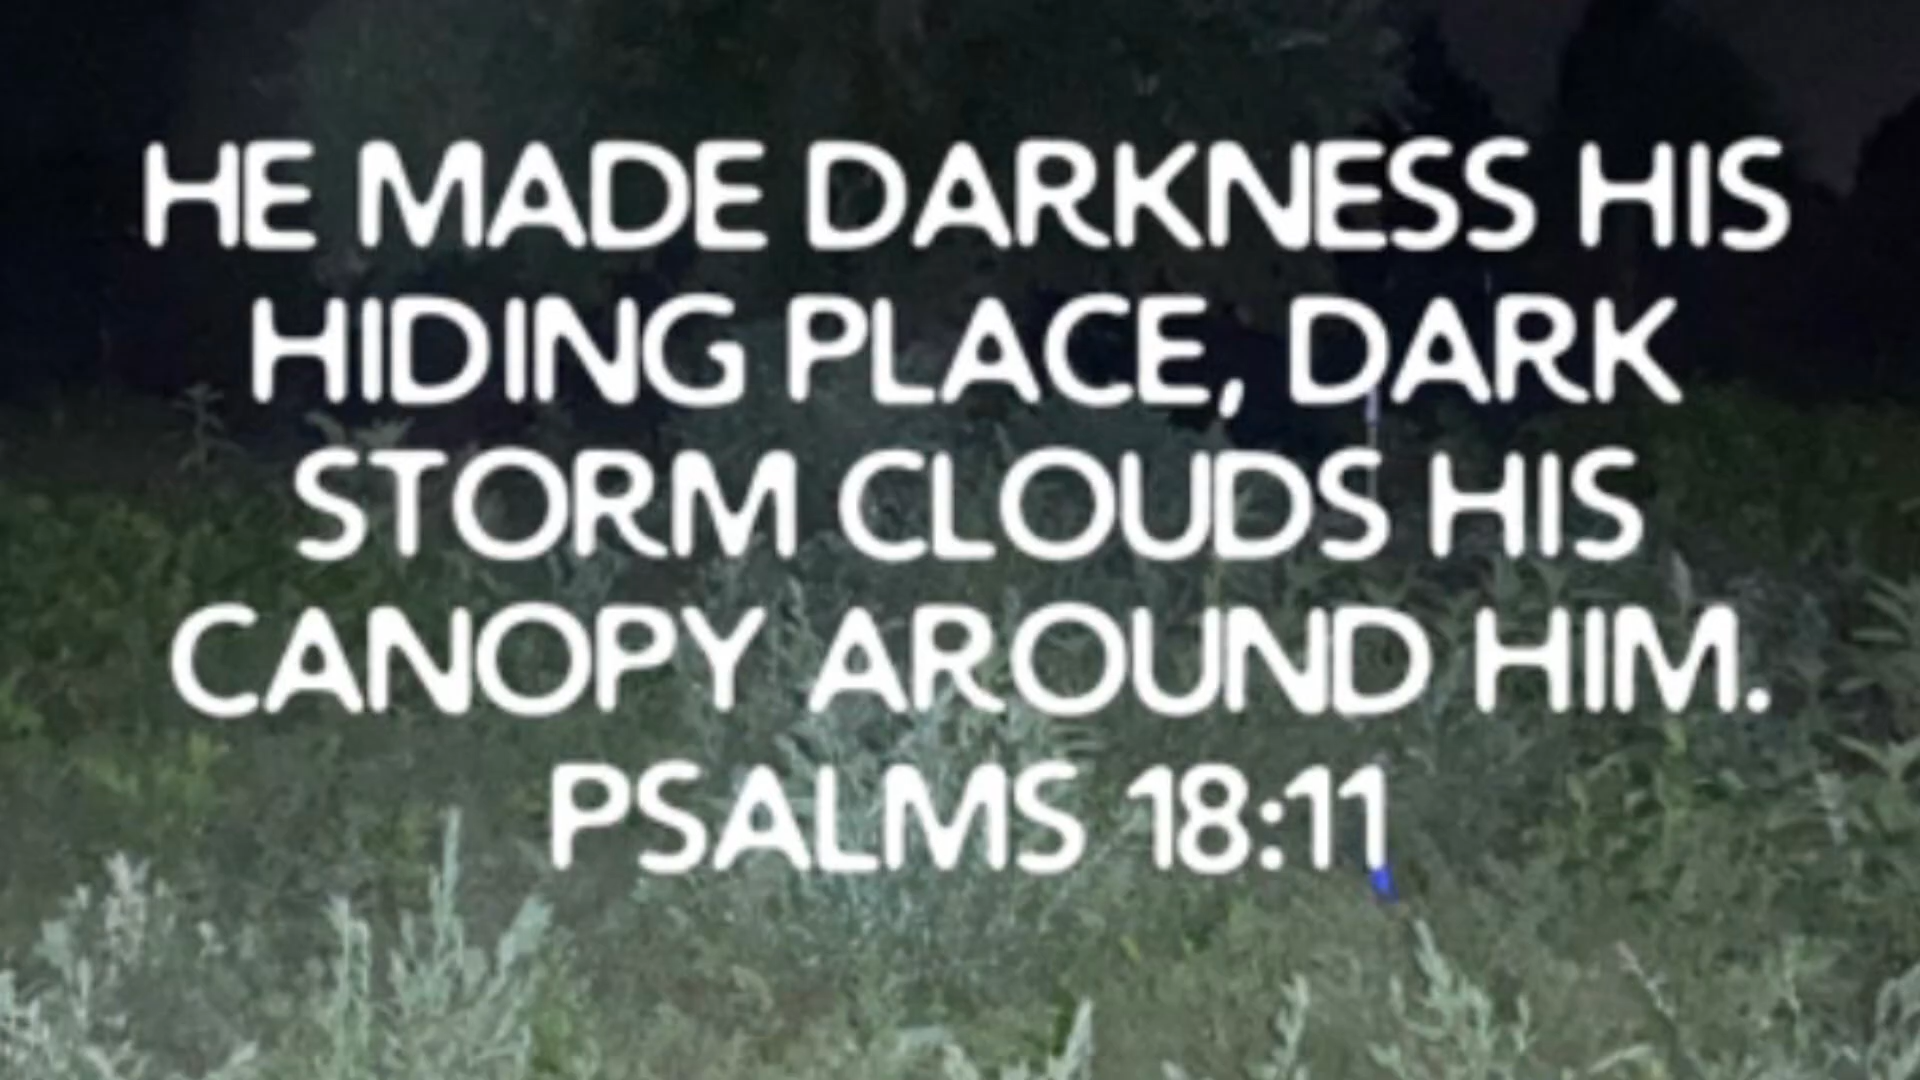 HE MADE DARKNESS HIS
HIDING PLACE, DARK
STORM CLOUDS HIS
CANOPY AROUND HIM.
PSALMS 18:11